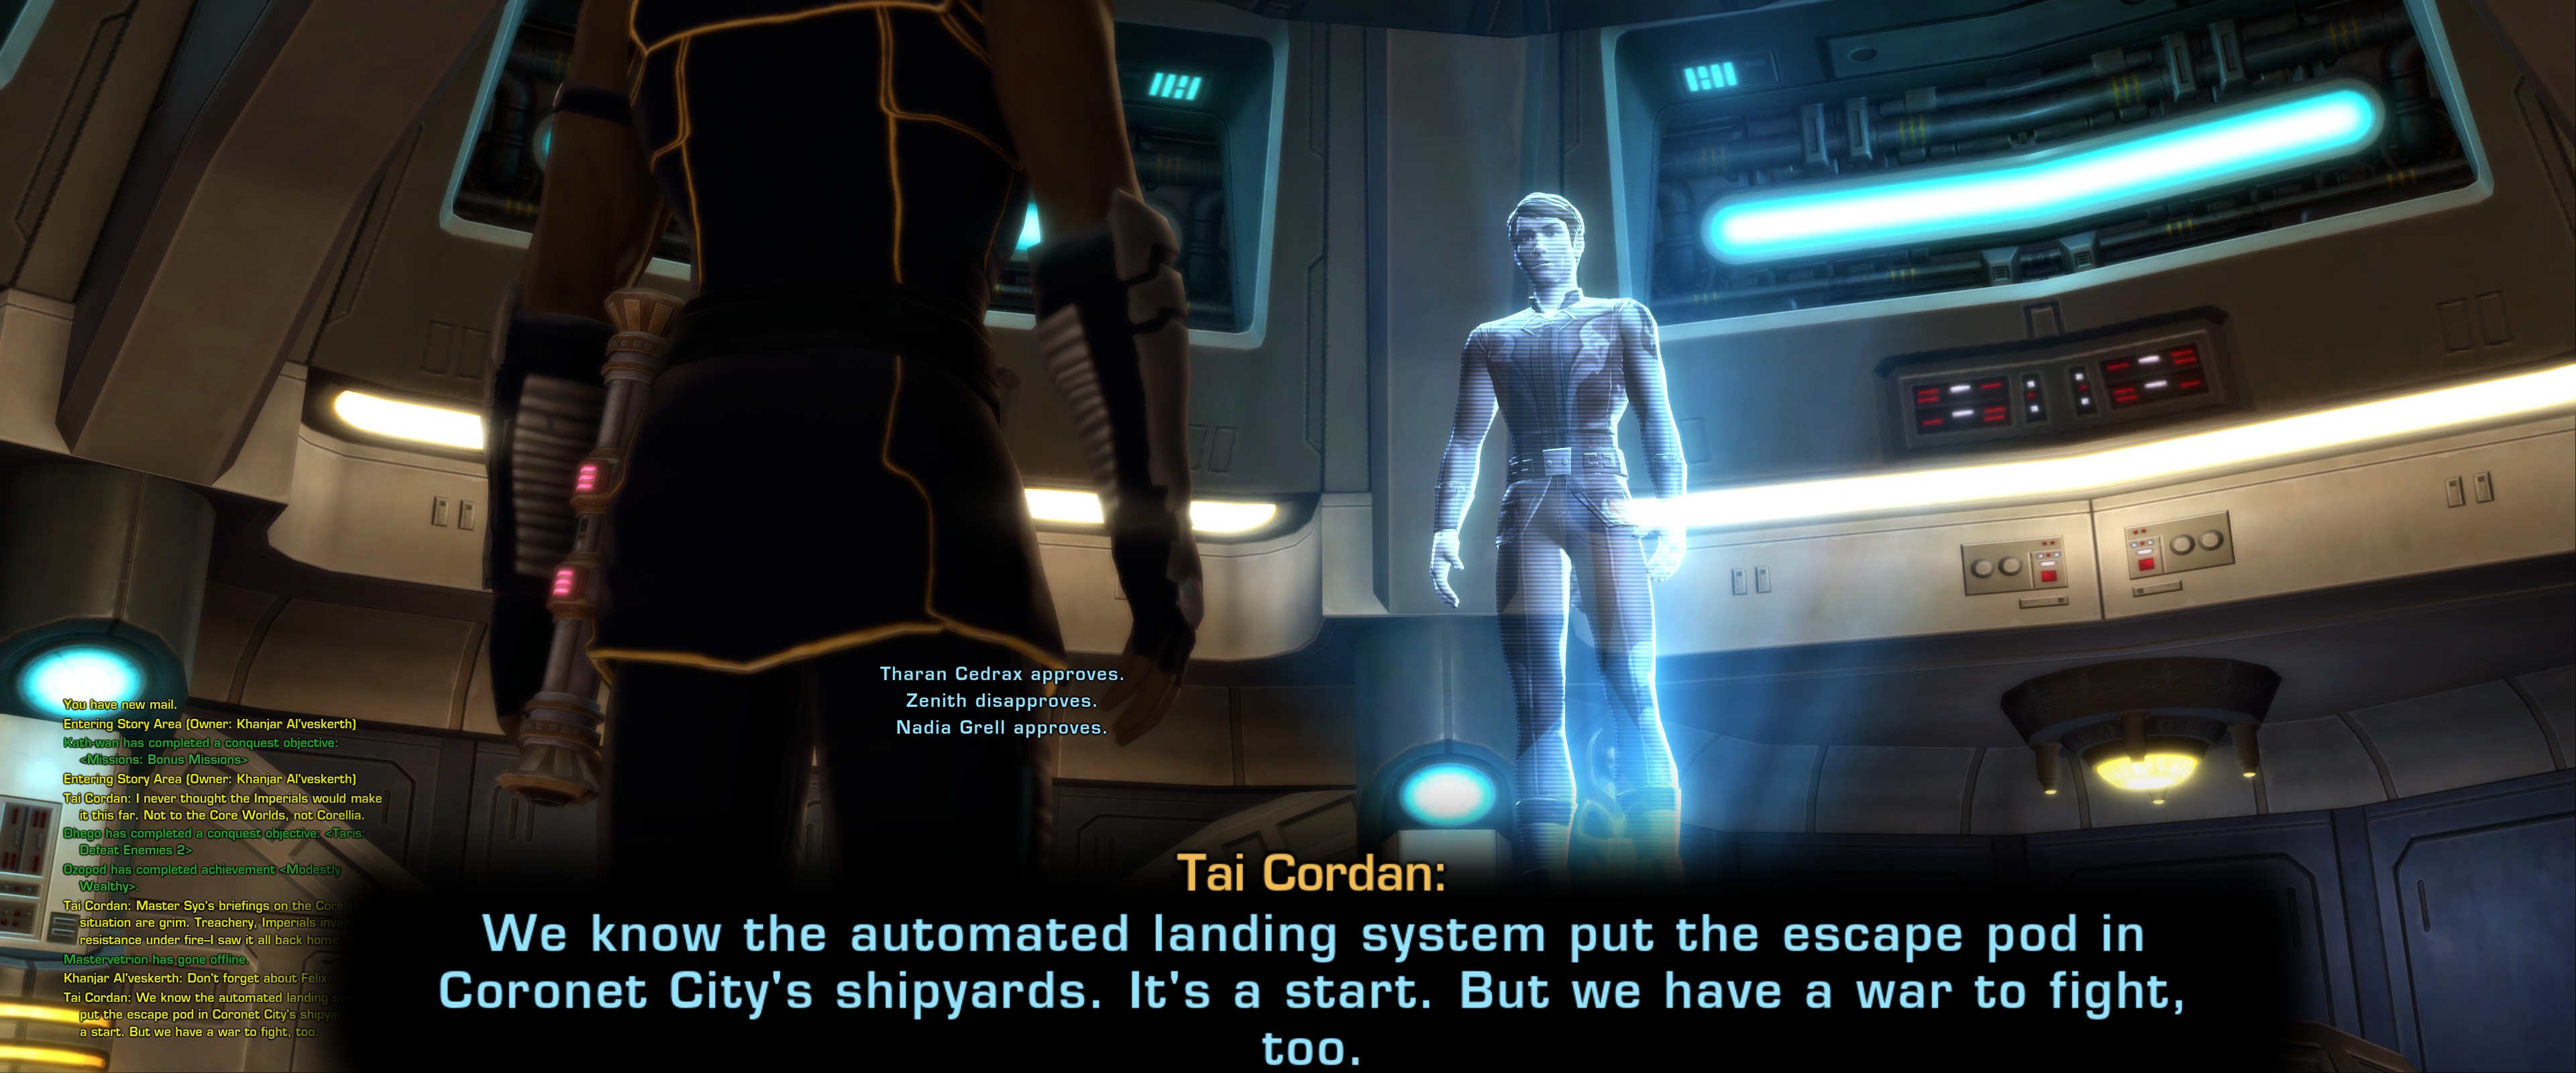 Tharan Cedrax approves.
Zenith disapproves.
Nadia Grell approves.
You have new mail.
Entering Story Area (Owner: Khanjar Al'veskerth)
Kath-wan has completed a conquest objective:
<Missions: Bonus Missions>
Entering Story Area (Owner: Khanjar Al'veskerth)
Tai Cordan: I never thought the Imperials would make
it this far. Not to the Core Worlds, not Corellia.
Ohego has completed a conquest objective: <Taris:
Defeat Enemies 2>
Ozopod has completed achievement <Modestly
Wealthy>.
Tai Cordan: Master Syo's briefings on the
situation are grim. Treachery, Imperials
resistance under fire–I saw it all back home.
Mastervetrion has gone offline.
Khanjar Al'veskerth: Don't forget about Felix.
Tai Cordan: We know the automated landing
put the escape pod in Coronet City's
a start. But we have a war to fight, too.
Tai Cordan:
We know the automated landing system put the escape pod in
Coronet City's shipyards. It's a start. But we have a war to fight,
too.